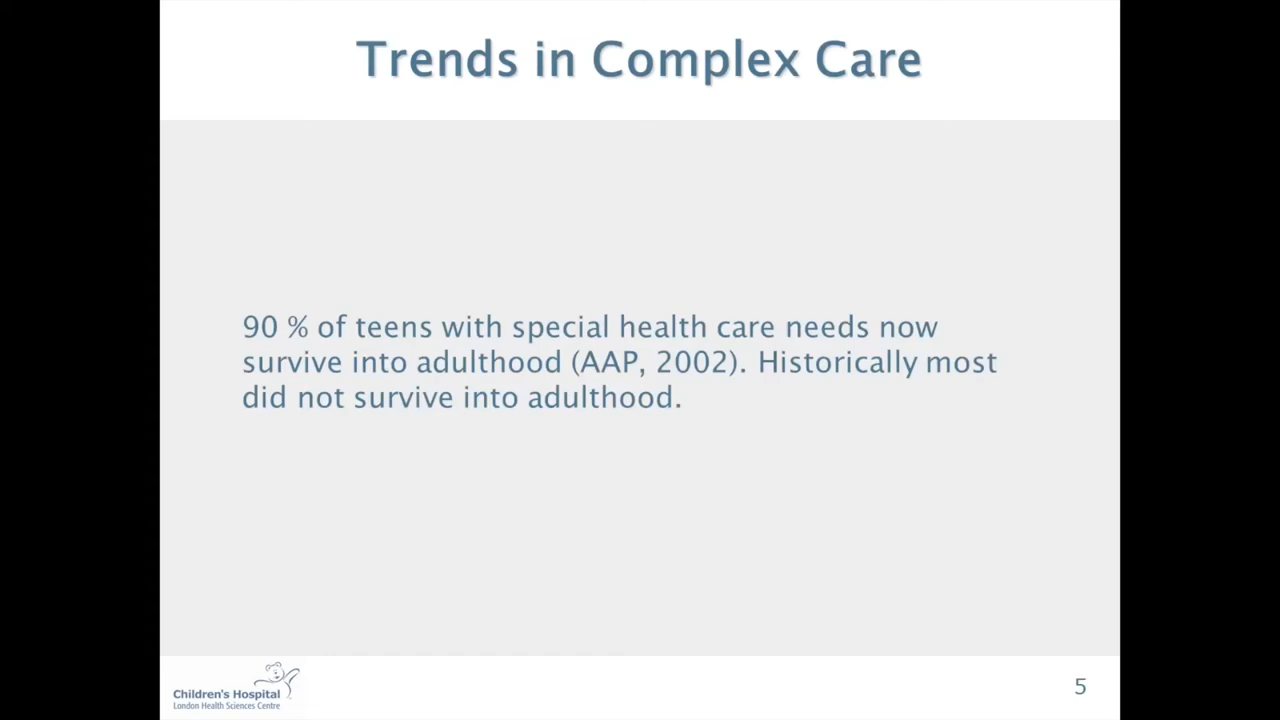 Trends in Complex Care
90 % of teens with special health care needs now
survive into adulthood (AAP, 2002). Historically most
did not survive into adulthood.
Children's Hospital
London Health Sciences Centre
5